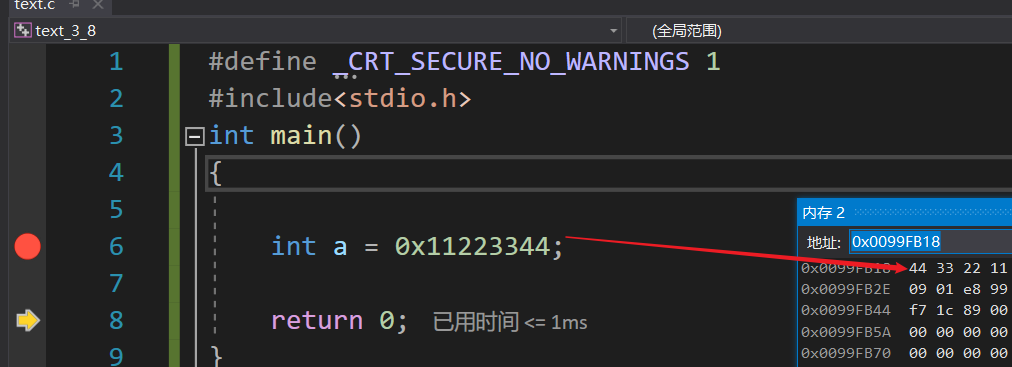 text.c
text_3_8
(全局范围)
1 #define _CRT_SECURE_NO_WARNINGS 1
2 #include<stdio.h>
3 int main()
4 {
5
6 int a = 0x11223344;
7
8 return 0; 已用时间 <= 1ms
9 }
内存 2
地址: 0x0099FB18
0x0099FB18 44 33 22 11
0x0099FB2E 09 01 e8 99
0x0099FB44 f7 1c 89 00
0x0099FB5A 00 00 00 00
0x0099FB70 00 00 00 00